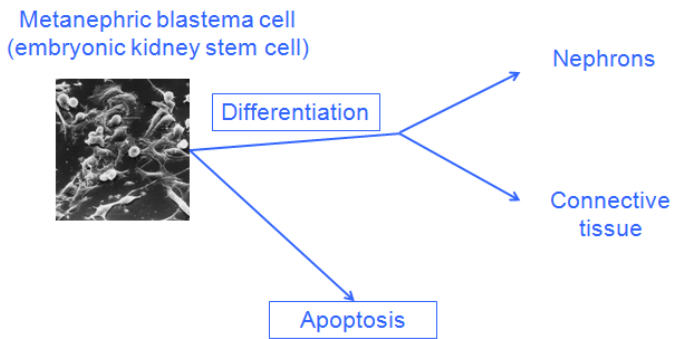 Metanephric blastema cell
(embryonic kidney stem cell)
Differentiation
Nephrons
Connective
tissue
Apoptosis